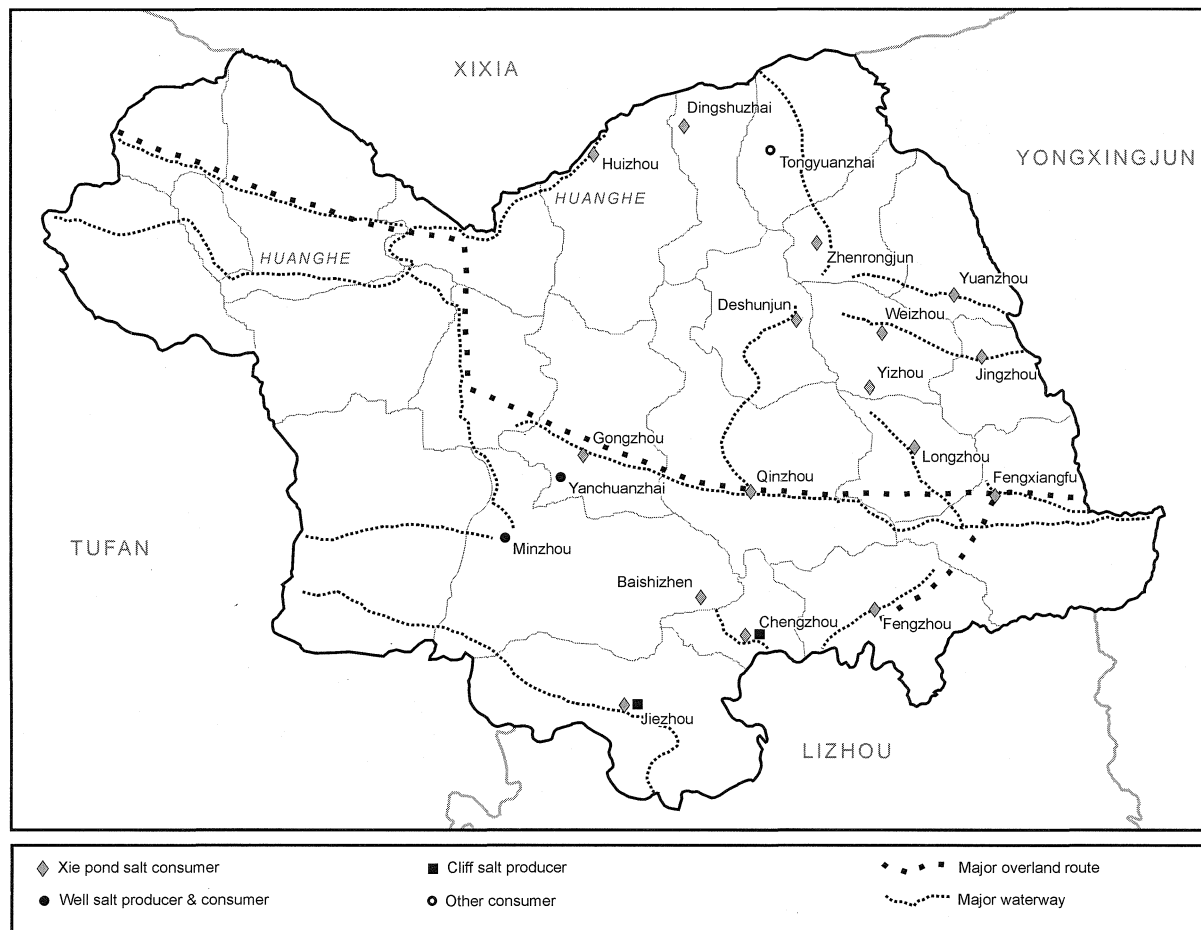 XIXIA
Dingshuzhai
Huizhou
Tongyuanzhai
YONGXINGJUN
HUANGHE
HUANGHE
Zhenrongjun
Yuanzhou
Deshunjun
Weizhou
Jingzhou
Yizhou
Gongzhou
Longzhou
Yanchuanzhai
Qinzhou
Fengxiangfu
TUFAN
Minzhou
Baishizhen
Chengzhou
Fengzhou
Jiezhou
LIZHOU
Xie pond salt consumer
Cliff salt producer
Major overland route
Well salt producer & consumer
Other consumer
Major waterway